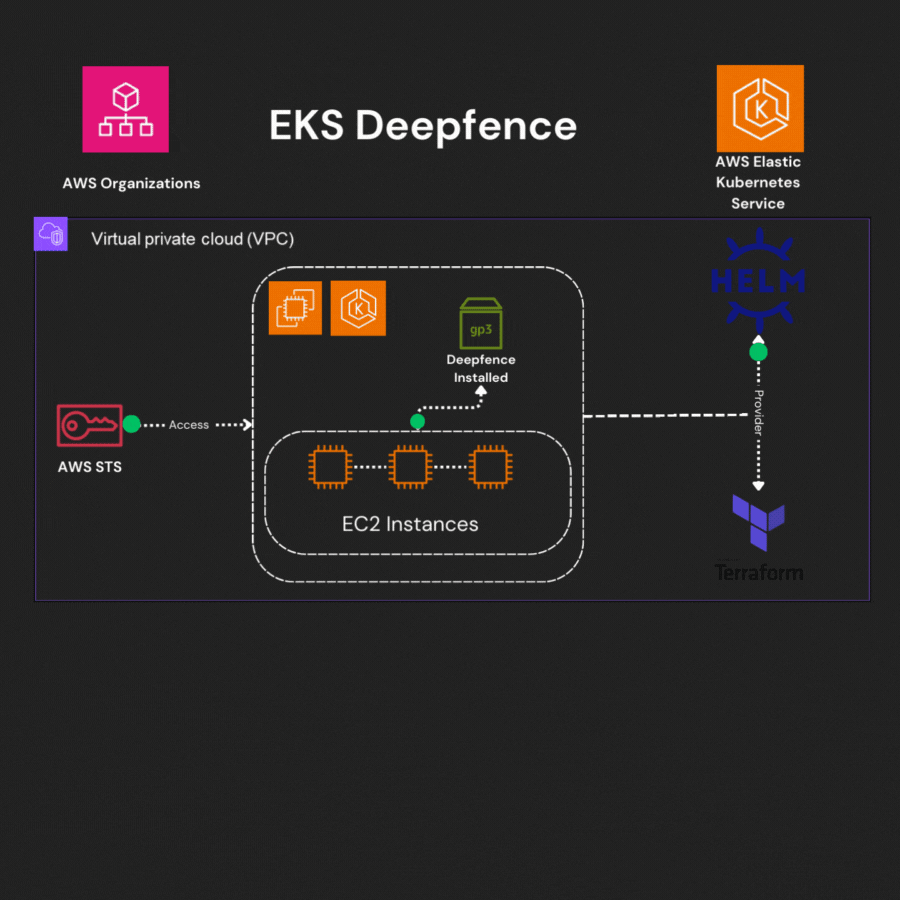 EKS Deepfence
AWS Organizations
K
AWS Elastic
Kubernetes
Service
Virtual private cloud (VPC)
HELM
K
gp3
Deepfence
Installed
Access
Provider
AWS STS
EC2 Instances
Terraform